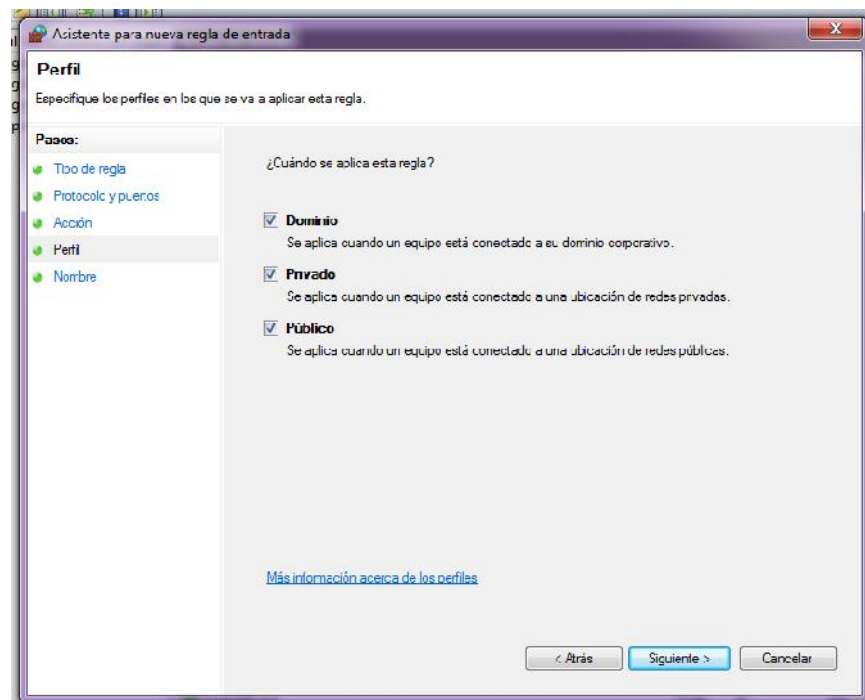 Asistente para nueva regla de entrada
Perfil
Especifique los perfiles en los que se va a aplicar esta regla.
Pasos:
Tipo de regla
Protocolo y puertos
Acción
Perfil
Nombre
¿Cuándo se aplica esta regla?
Dominio
Se aplica cuando un equipo está conectado a su dominio corporativo.
Privado
Se aplica cuando un equipo está conectado a una ubicación de redes privadas.
Público
Se aplica cuando un equipo está conectado a una ubicación de redes públicas.
Más información acerca de los perfiles
< Atrás
Siguiente >
Cancelar